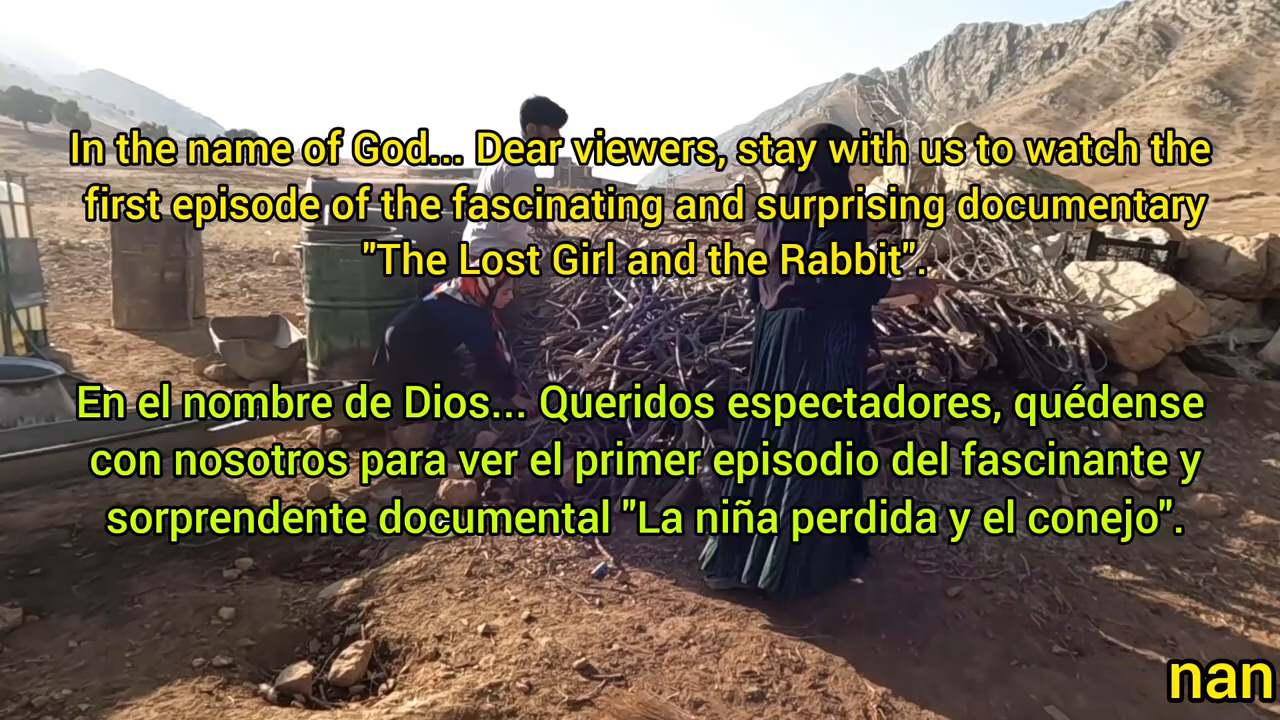 In the name of God... Dear viewers, stay with us to watch the
first episode of the fascinating and surprising documentary
"The Lost Girl and the Rabbit".
En el nombre de Dios... Queridos espectadores, quédense
con nosotros para ver el primer episodio del fascinante y
sorprendente documental "La niña perdida y el conejo".
nan